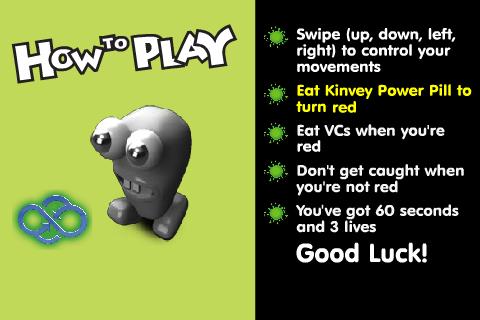 HOW TO PLAY
Swipe (up, down, left,
right) to control your
movements
Eat Kinvey Power Pill to
turn red
Eat VCs when you're
red
Don't get caught when
you're not red
You've got 60 seconds
and 3 lives
Good Luck!